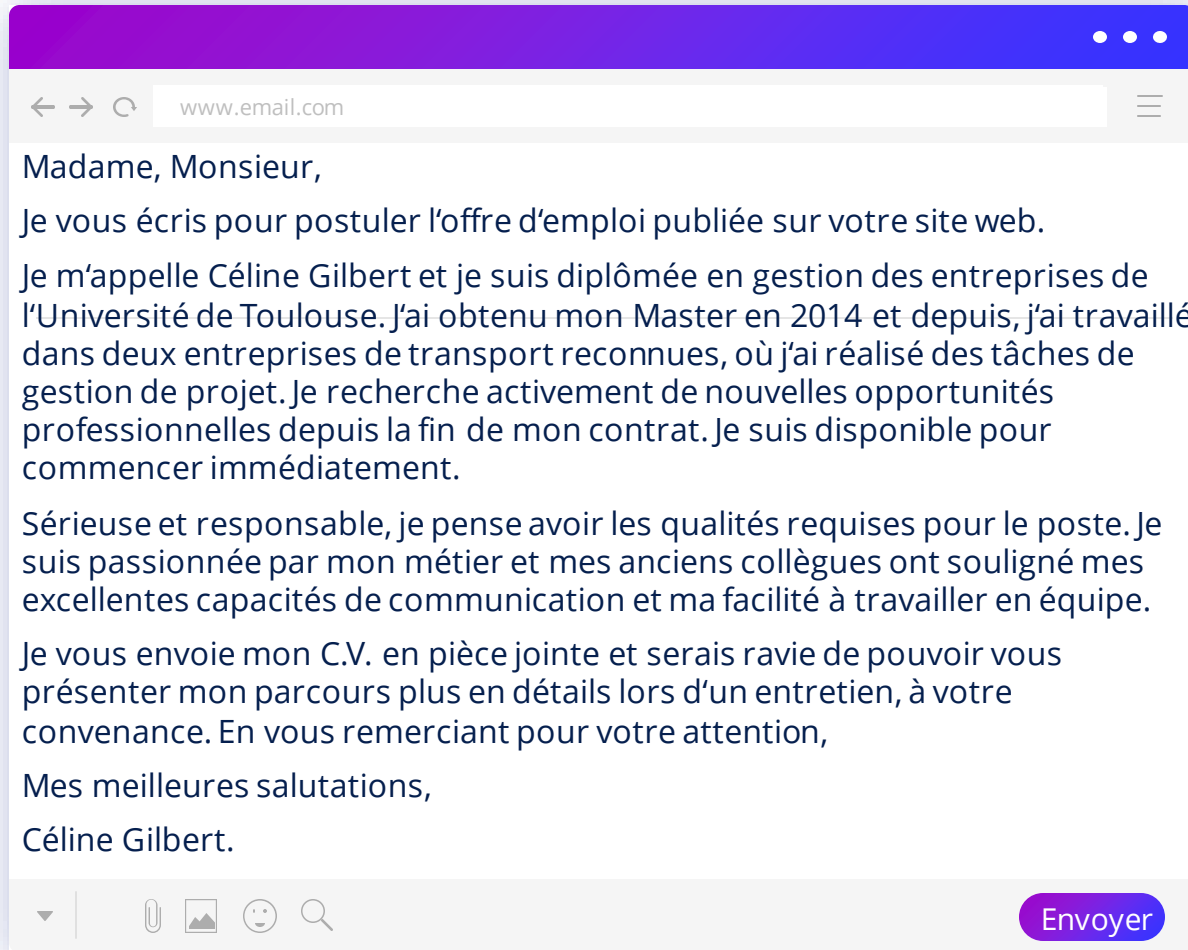 www.email.com
Madame, Monsieur,
Je vous écris pour postuler l‘offre d‘emploi publiée sur votre site web.
Je m‘appelle Céline Gilbert et je suis diplômée en gestion des entreprises de
l‘Université de Toulouse. J‘ai obtenu mon Master en 2014 et depuis, j‘ai travaillé
dans deux entreprises de transport reconnues, où j‘ai réalisé des tâches de
gestion de projet. Je recherche activement de nouvelles opportunités
professionnelles depuis la fin de mon contrat. Je suis disponible pour
commencer immédiatement.
Sérieuse et responsable, je pense avoir les qualités requises pour le poste. Je
suis passionnée par mon métier et mes anciens collègues ont souligné mes
excellentes capacités de communication et ma facilité à travailler en équipe.
Je vous envoie mon C.V. en pièce jointe et serais ravie de pouvoir vous
présenter mon parcours plus en détails lors d‘un entretien, à votre
convenance. En vous remerciant pour votre attention,
Mes meilleures salutations,
Céline Gilbert.
Envoyer